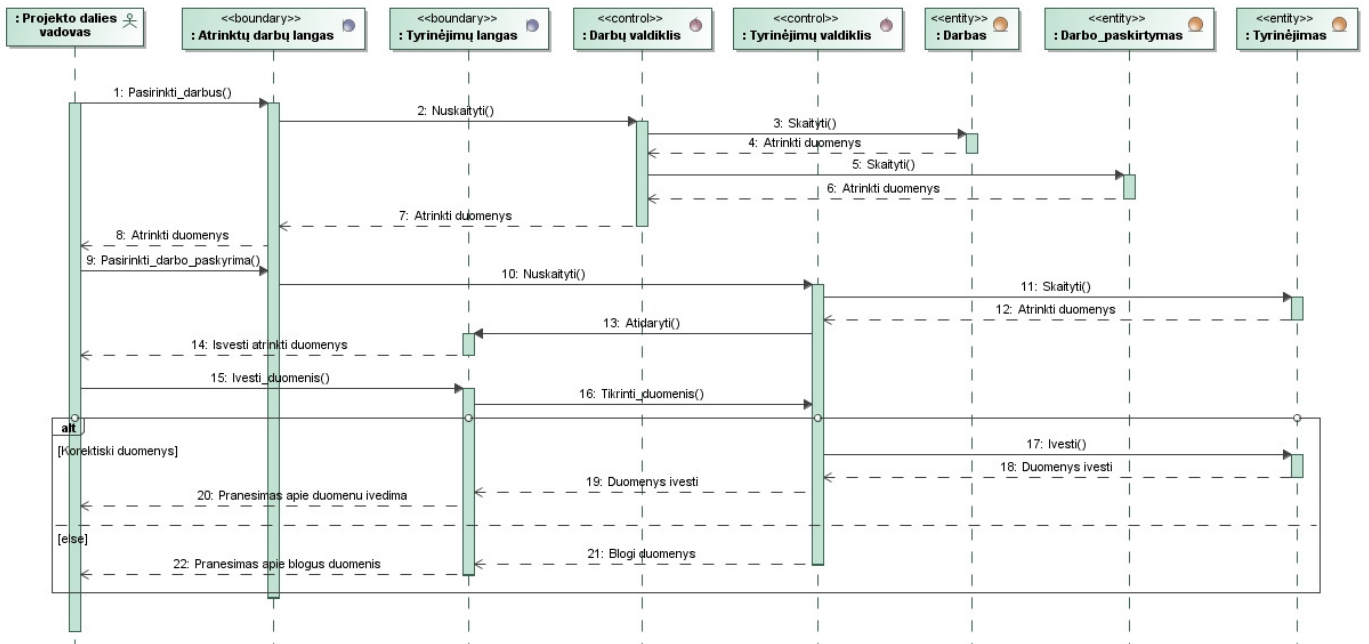 : Projekto dalies
vadovas
<<boundary>>
: Atrinktų darbų langas
<<boundary>>
: Tyrinėjimų langas
<<control>>
: Darbų valdiklis
<<control>>
: Tyrinėjimų valdiklis
<<entity>>
: Darbas
<<entity>>
: Darbo_paskirtymas
<<entity>>
: Tyrinėjimas
1: Pasirinkti_darbus()
2: Nuskaityti()
3: Skaityti()
4: Atrinkti duomenys
5: Skaityti()
6: Atrinkti duomenys
7: Atrinkti duomenys
8: Atrinkti duomenys
9: Pasirinkti_darbo_paskyrima()
10: Nuskaityti()
11: Skaityti()
12: Atrinkti duomenys
13: Atidaryti()
14: Isvesti atrinkti duomenys
15: Ivesti_duomenis()
16: Tikrinti_duomenis()
alt
[Korektiski duomenys]
17: Ivesti()
18: Duomenys ivesti
19: Duomenys ivesti
20: Pranesimas apie duomenu ivedima
[else]
21: Blogi duomenys
22: Pranesimas apie blogus duomenis